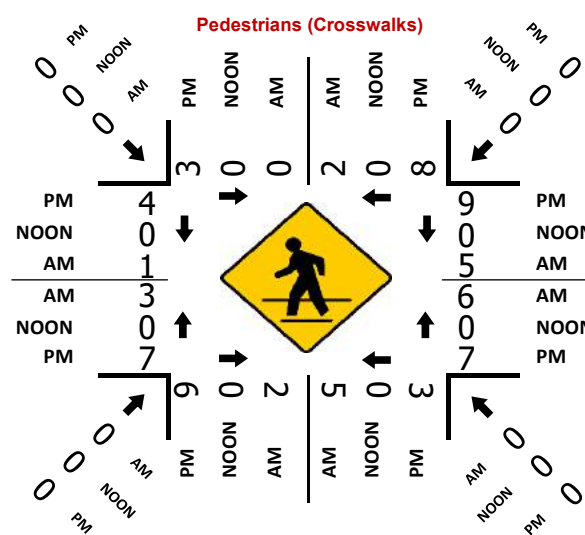 Pedestrians (Crosswalks)
PM NOON AM
0 0 0
PM NOON AM AM NOON PM
PM NOON AM
0 0 0
3 0 0 2 0 8
PM 4 9 PM
NOON 0 0 NOON
AM 1 5 AM
AM 3 6 AM
NOON 0 0 NOON
PM 7 7 PM
6 0 2 5 0 3
0 0 0
AM NOON PM
PM NOON AM AM NOON PM
0 0 0
AM NOON PM